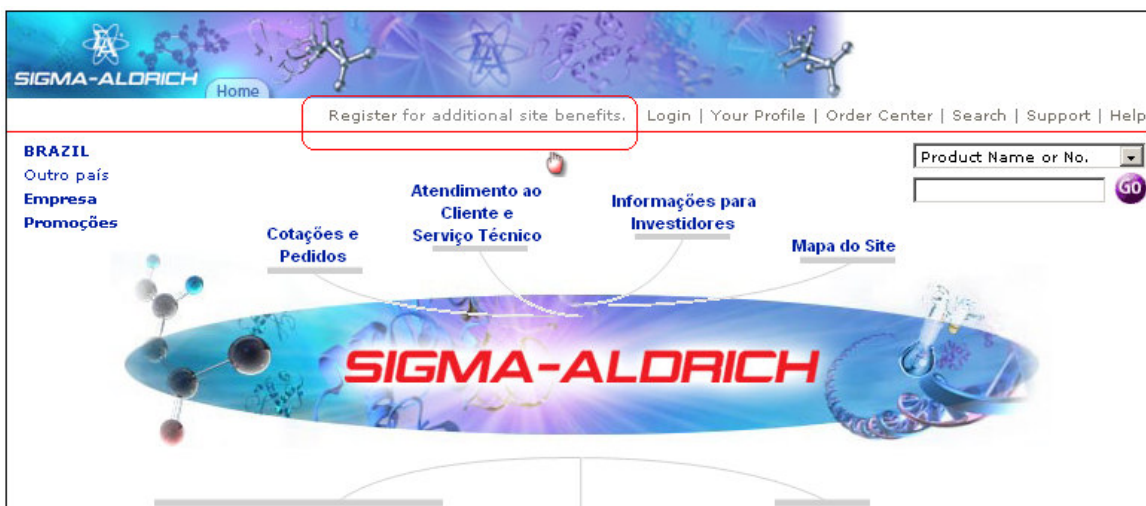 SIGMA-ALDRICH
Home
Register for additional site benefits. Login | Your Profile | Order Center | Search | Support | Help
BRAZIL
Outro país
Empresa
Promoções
Product Name or No.
GO
Cotações e
Pedidos
Atendimento ao
Cliente e
Serviço Técnico
Informações para
Investidores
Mapa do Site
SIGMA-ALDRICH